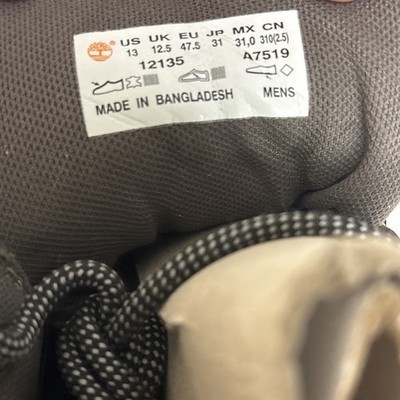 US UK EU JP MX CN
13 12.5 47.5 31 31,0 310(2.5)
12135 A7519
MADE IN BANGLADESH MENS